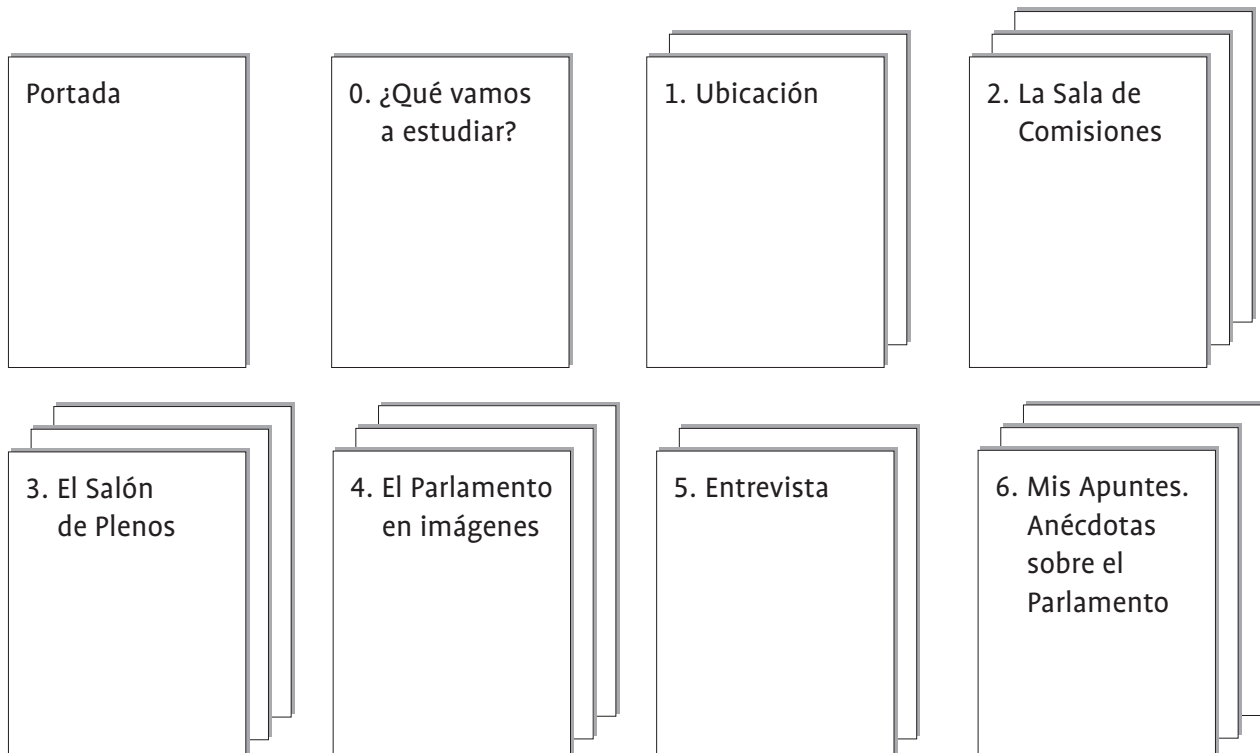 Portada
0. ¿Qué vamos
a estudiar?
1. Ubicación
2. La Sala de
Comisiones
3. El Salón
de Plenos
4. El Parlamento
en imágenes
5. Entrevista
6. Mis Apuntes.
Anécdotas
sobre el
Parlamento